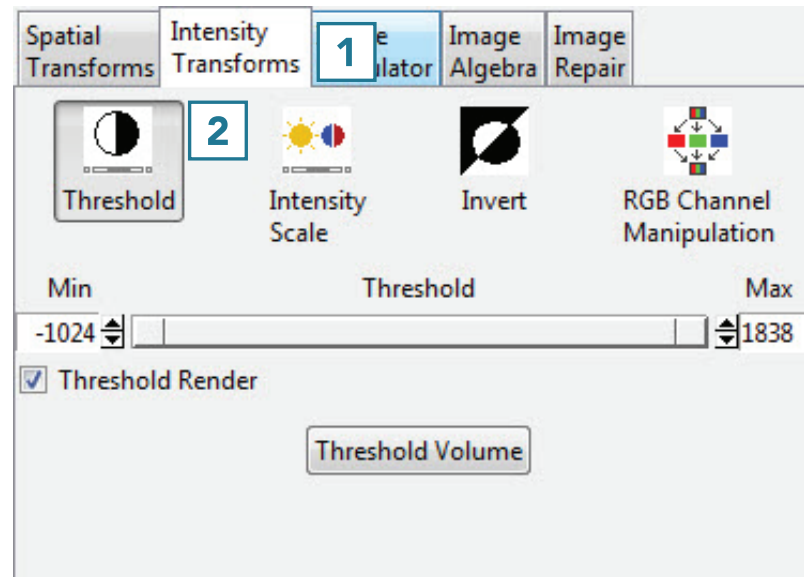 Spatial
Transforms
Intensity
Transforms
1
Image
Algebra
Image
Repair
2
Threshold
Intensity
Scale
Invert
RGB Channel
Manipulation
Min
Threshold
Max
-1024
1838
Threshold Render
Threshold Volume